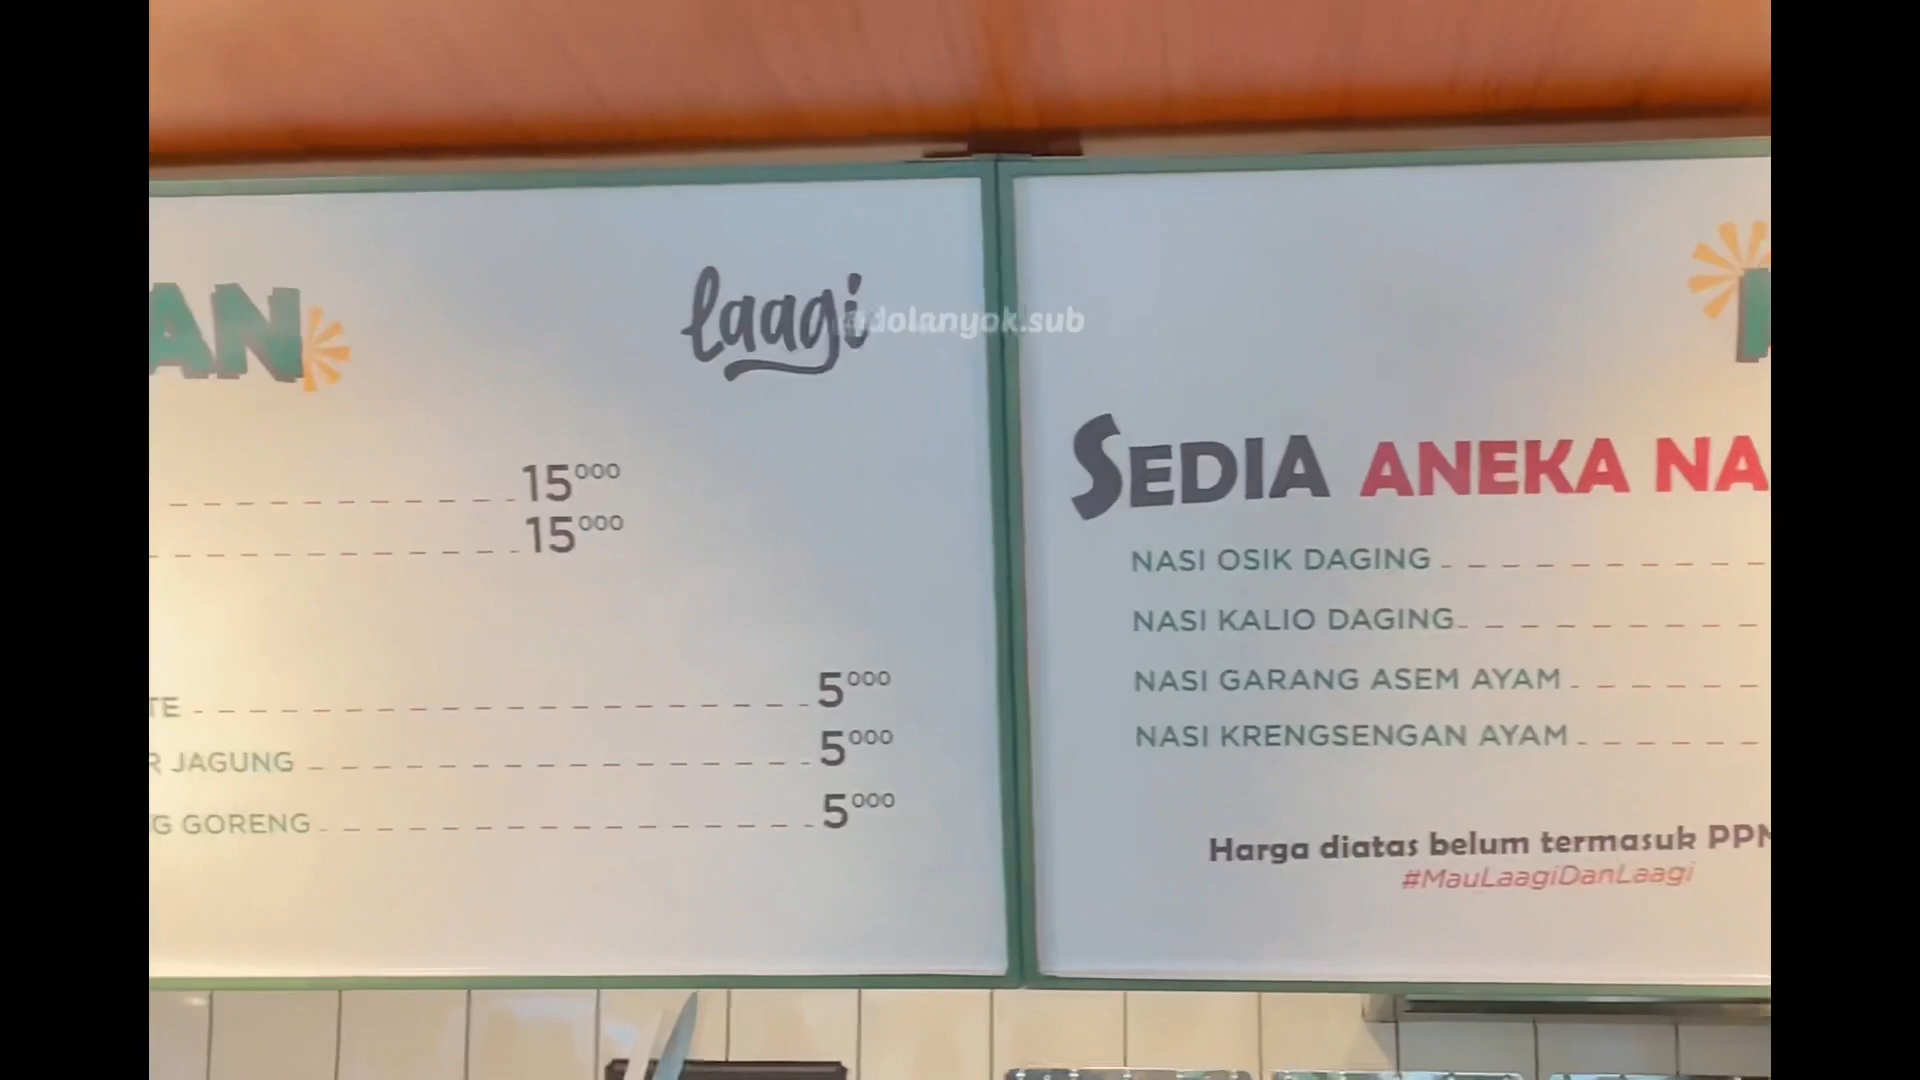 AN
laagi
@dolanyok.sub
15000
15000
TE 5000
R JAGUNG 5000
G GORENG 5000
SEDIA ANEKA NA
NASI OSIK DAGING
NASI KALIO DAGING
NASI GARANG ASEM AYAM
NASI KRENGSENGAN AYAM
Harga diatas belum termasuk PPN
#MauLaagiDanLaagi